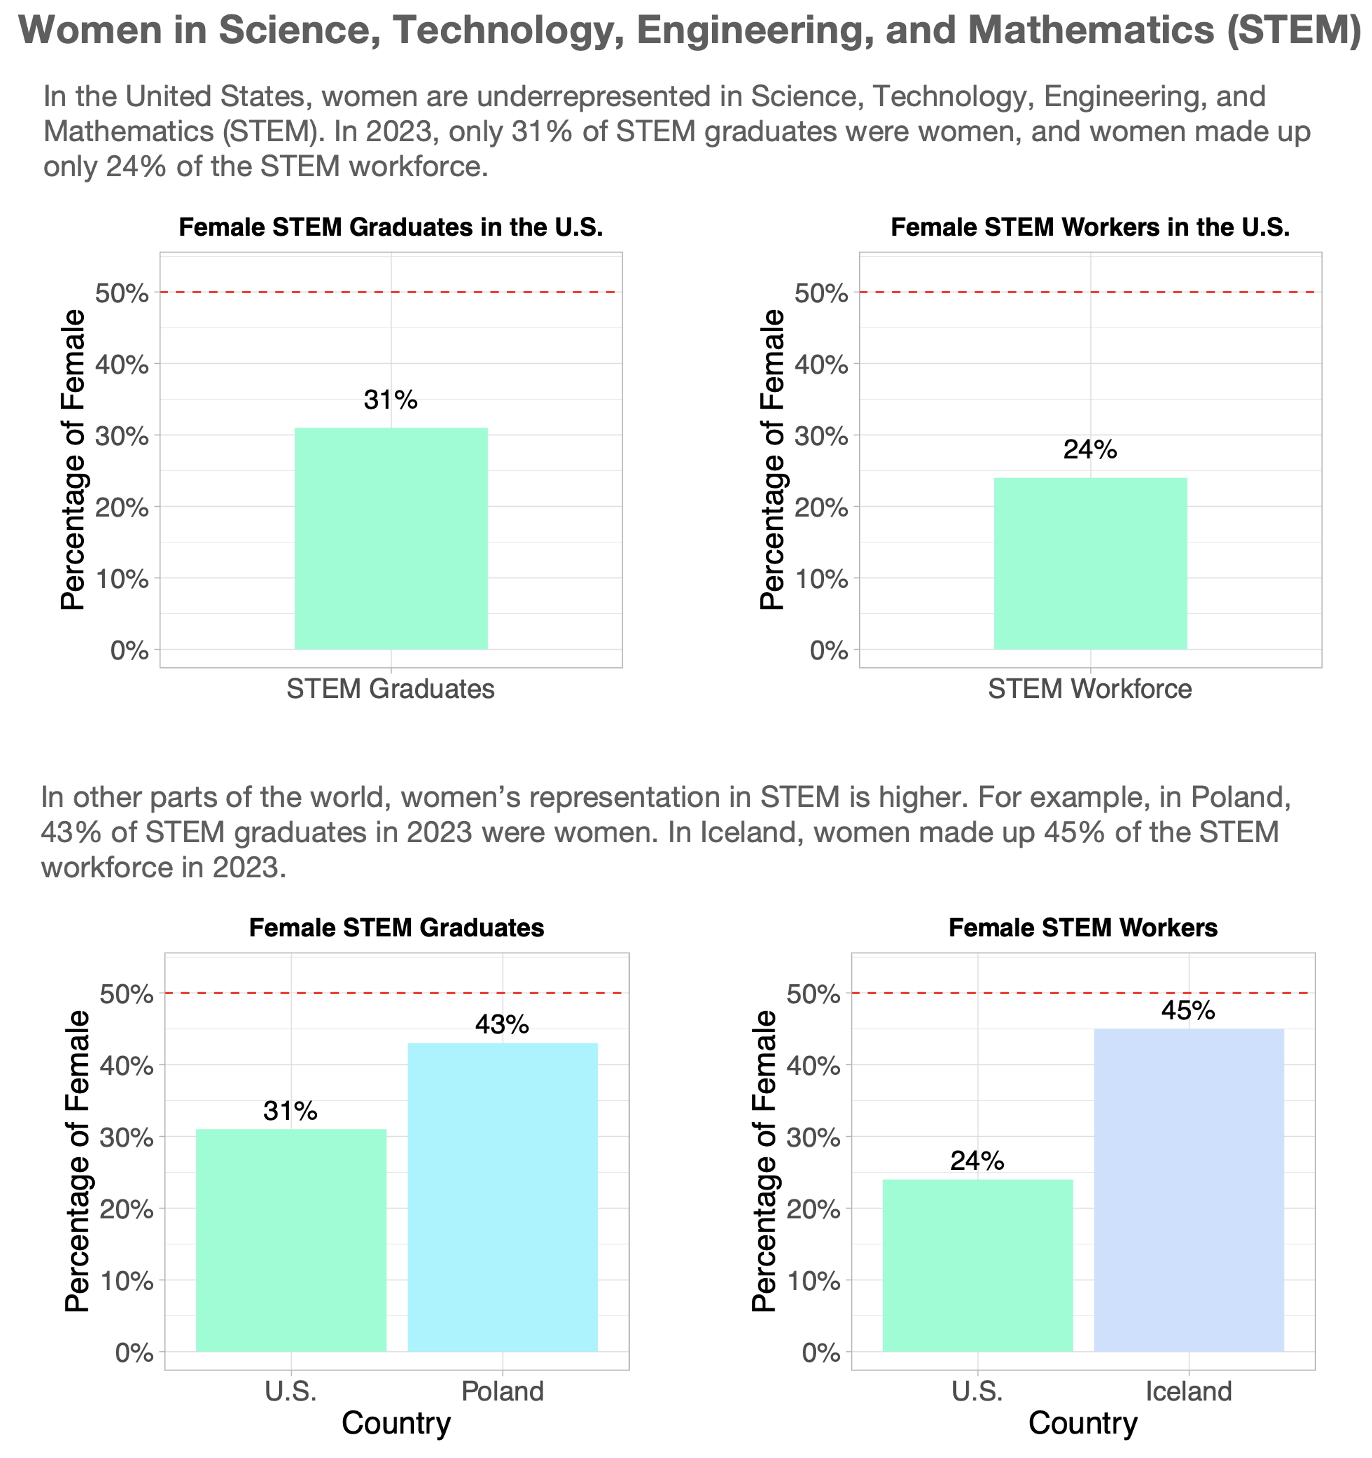 Women in Science, Technology, Engineering, and Mathematics (STEM)
In the United States, women are underrepresented in Science, Technology, Engineering, and
Mathematics (STEM). In 2023, only 31% of STEM graduates were women, and women made up
only 24% of the STEM workforce.
Female STEM Graduates in the U.S.
Percentage of Female
50%
40%
30%
20%
10%
0%
31%
STEM Graduates
Female STEM Workers in the U.S.
Percentage of Female
50%
40%
30%
20%
10%
0%
24%
STEM Workforce
In other parts of the world, women’s representation in STEM is higher. For example, in Poland,
43% of STEM graduates in 2023 were women. In Iceland, women made up 45% of the STEM
workforce in 2023.
Female STEM Graduates
Percentage of Female
50%
40%
30%
20%
10%
0%
31%
43%
U.S.
Poland
Country
Female STEM Workers
Percentage of Female
50%
40%
30%
20%
10%
0%
24%
45%
U.S.
Iceland
Country